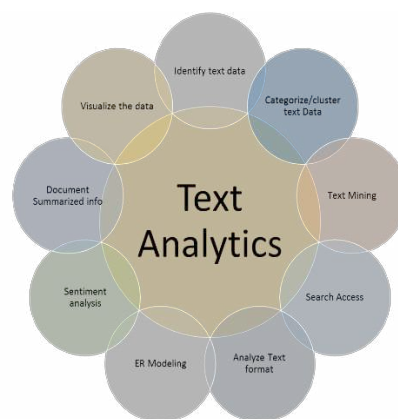 Identify text data
Categorize/cluster
text Data
Text Mining
Search Access
Analyze Text
format
ER Modeling
Sentiment
analysis
Document
Summarized info
Visualize the data
Text
Analytics